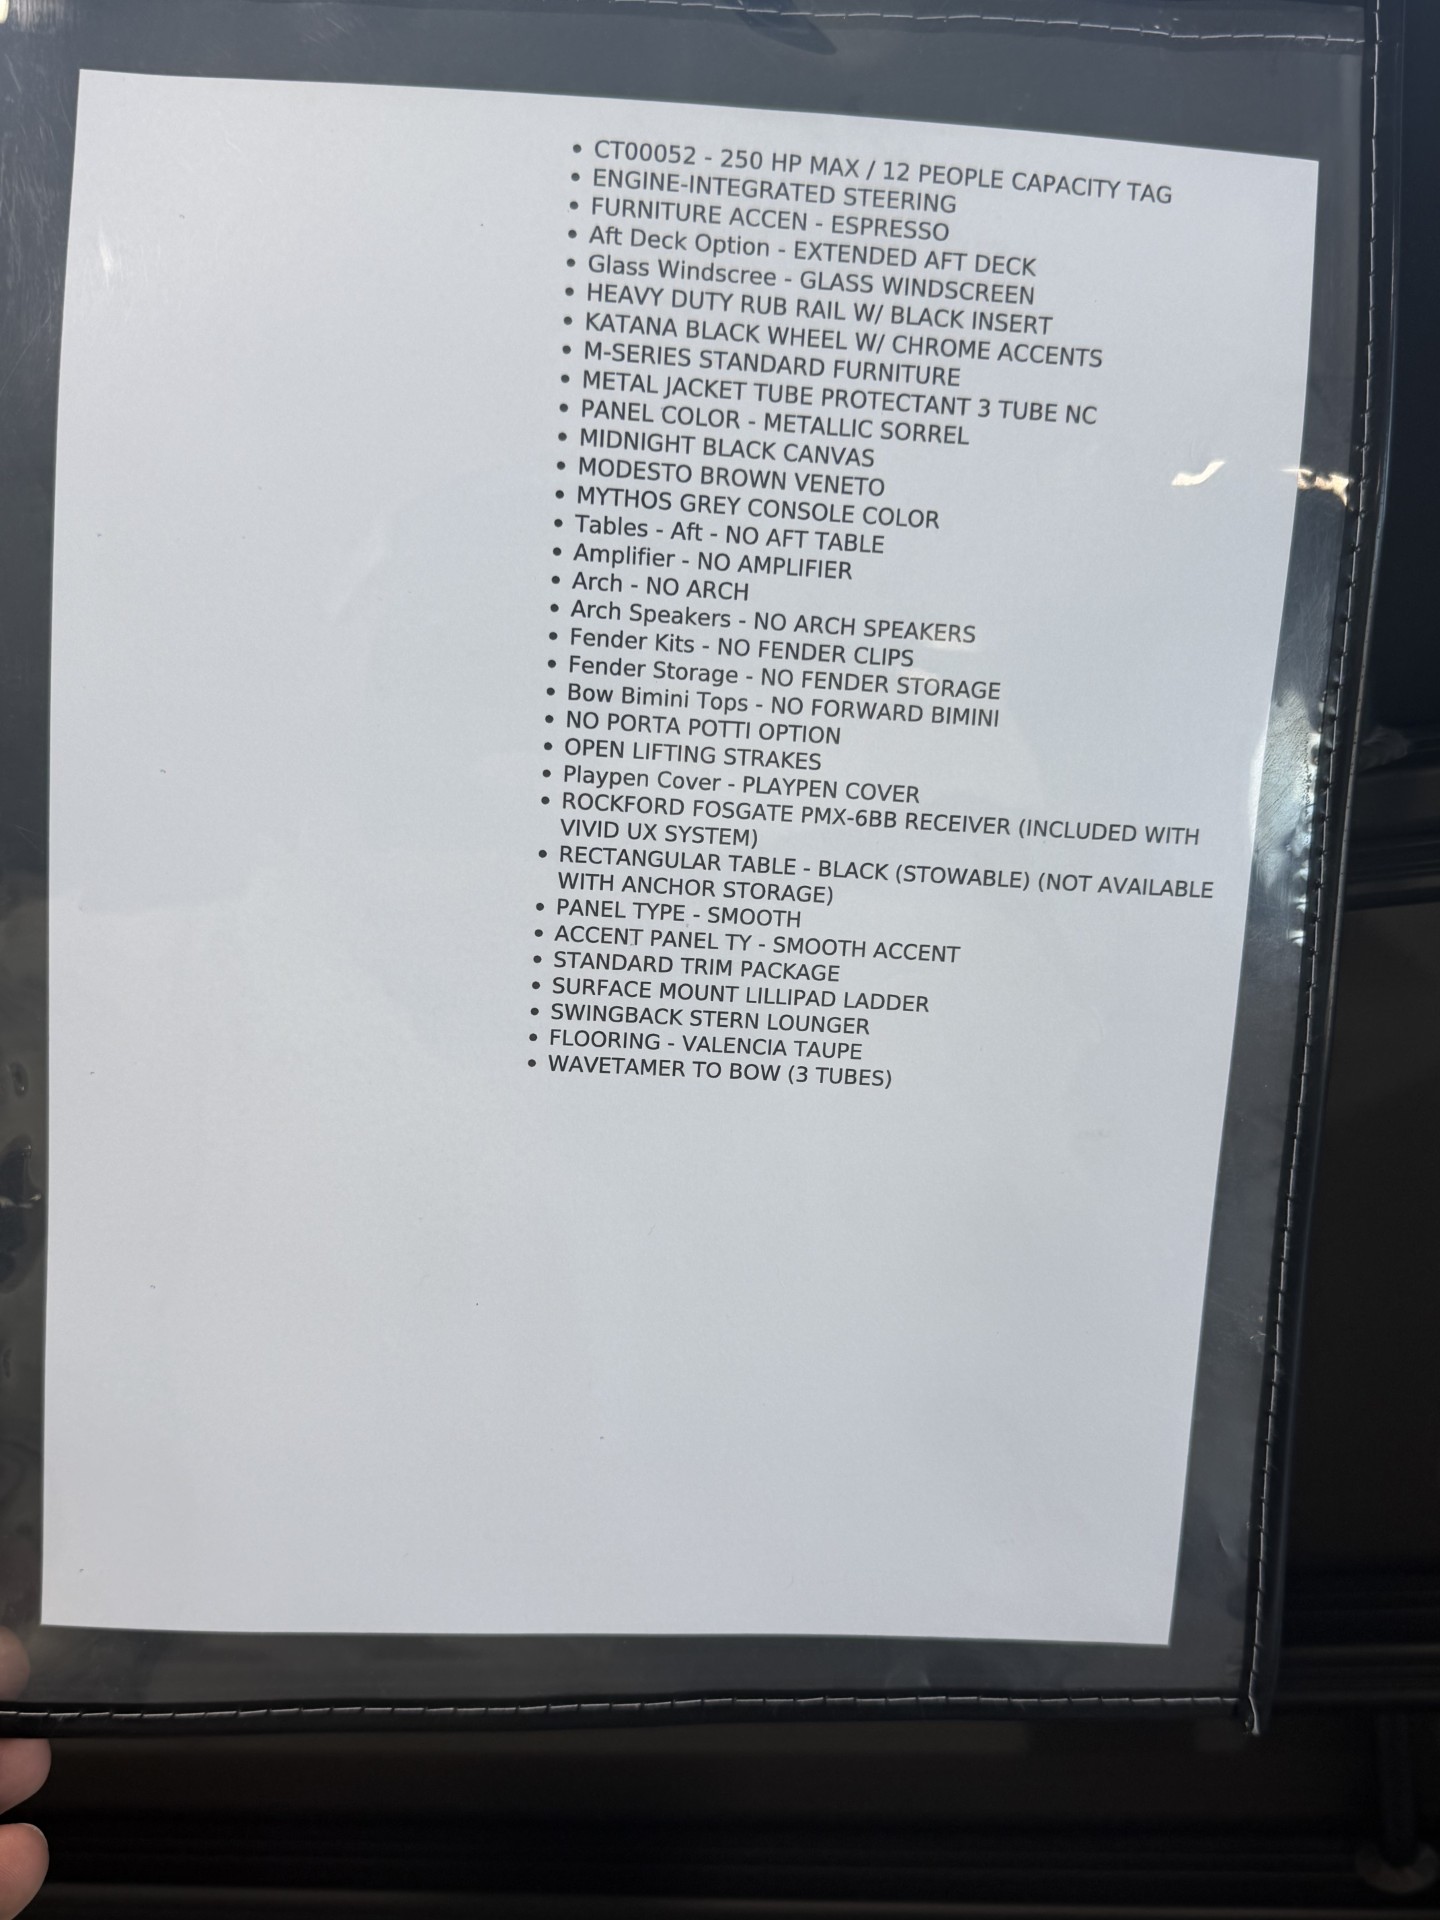 • CT00052 - 250 HP MAX / 12 PEOPLE CAPACITY TAG
• ENGINE-INTEGRATED STEERING
• FURNITURE ACCEN - ESPRESSO
• Aft Deck Option - EXTENDED AFT DECK
• Glass Windscree - GLASS WINDSCREEN
• HEAVY DUTY RUB RAIL W/ BLACK INSERT
• KATANA BLACK WHEEL W/ CHROME ACCENTS
• M-SERIES STANDARD FURNITURE
• METAL JACKET TUBE PROTECTANT 3 TUBE NC
• PANEL COLOR - METALLIC SORREL
• MIDNIGHT BLACK CANVAS
• MODESTO BROWN VENETO
• MYTHOS GREY CONSOLE COLOR
• Tables - Aft - NO AFT TABLE
• Amplifier - NO AMPLIFIER
• Arch - NO ARCH
• Arch Speakers - NO ARCH SPEAKERS
• Fender Kits - NO FENDER CLIPS
• Fender Storage - NO FENDER STORAGE
• Bow Bimini Tops - NO FORWARD BIMINI
• NO PORTA POTTI OPTION
• OPEN LIFTING STRAKES
• Playpen Cover - PLAYPEN COVER
• ROCKFORD FOSGATE PMX-6BB RECEIVER (INCLUDED WITH
VIVID UX SYSTEM)
• RECTANGULAR TABLE - BLACK (STOWABLE) (NOT AVAILABLE
WITH ANCHOR STORAGE)
• PANEL TYPE - SMOOTH
• ACCENT PANEL TY - SMOOTH ACCENT
• STANDARD TRIM PACKAGE
• SURFACE MOUNT LILLIPAD LADDER
• SWINGBACK STERN LOUNGER
• FLOORING - VALENCIA TAUPE
• WAVETAMER TO BOW (3 TUBES)